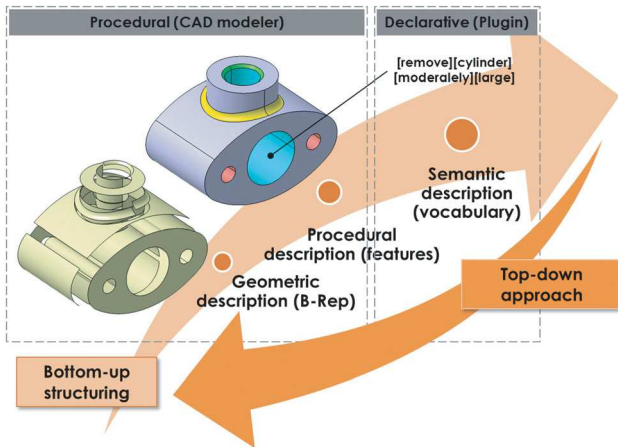 Procedural (CAD modeler)
Declarative (Plugin)
[remove][cylinder]
[moderalely][large]
Semantic
description
(vocabulary)
Procedural
description (features)
Geometric
description (B-Rep)
Top-down
approach
Bottom-up
structuring